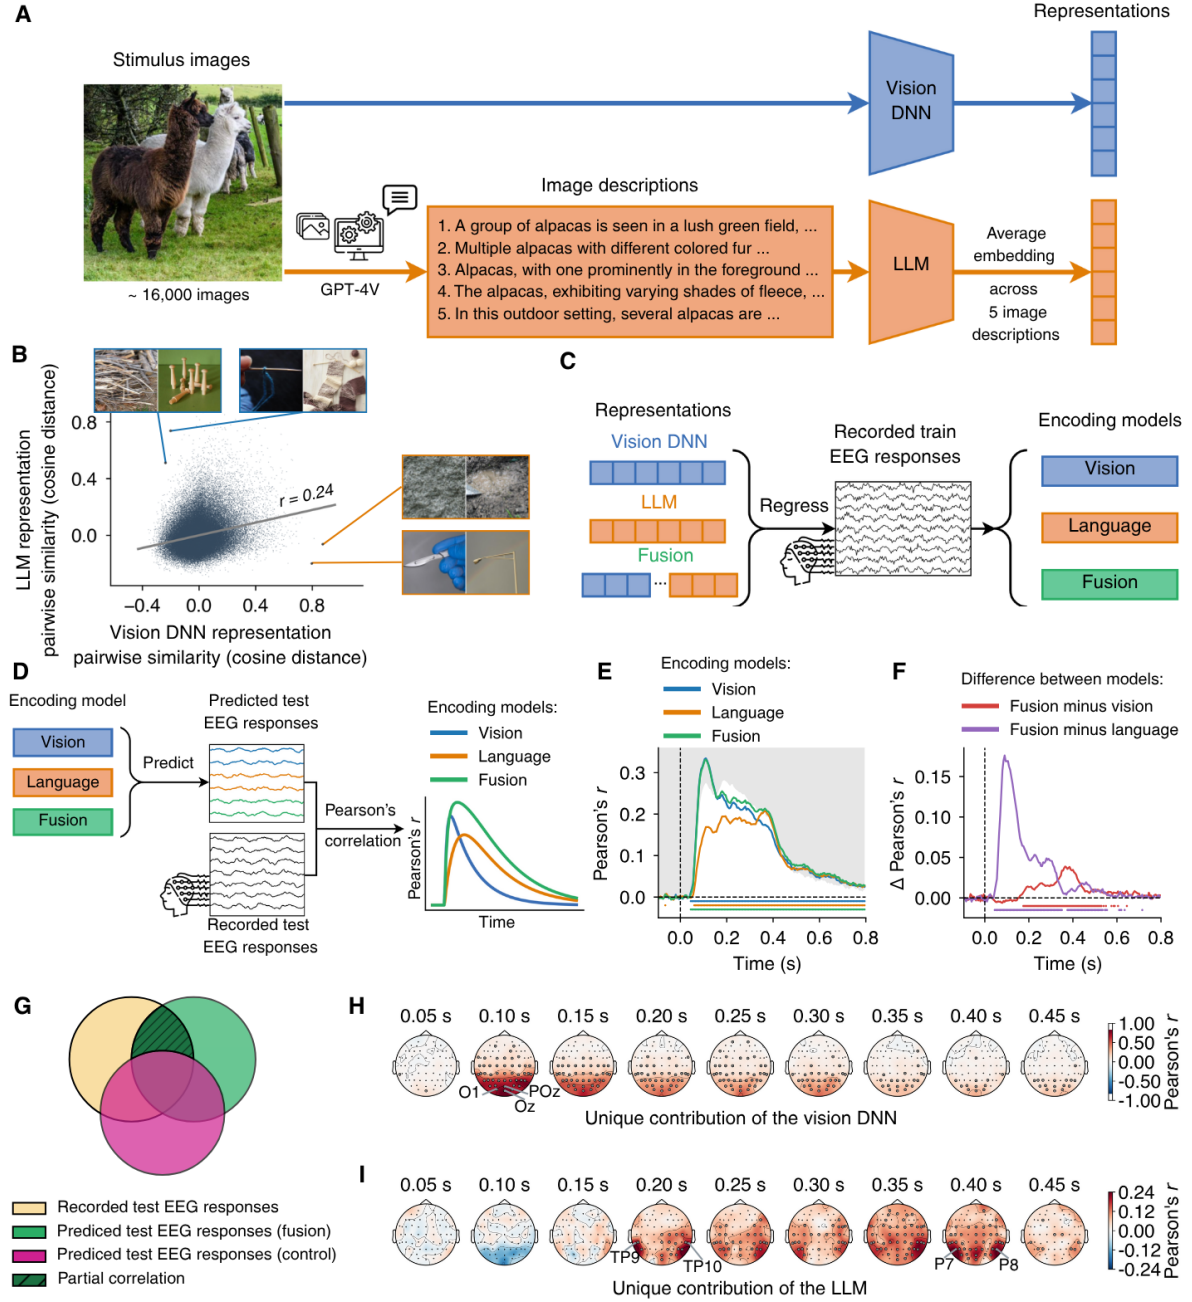 A
Representations
Stimulus images
Vision
DNN
Image descriptions
1. A group of alpacas is seen in a lush green field, ...
2. Multiple alpacas with different colored fur ...
3. Alpacas, with one prominently in the foreground ...
4. The alpacas, exhibiting varying shades of fleece, ...
5. In this outdoor setting, several alpacas are ...
GPT-4V
~ 16,000 images
LLM
Average
embedding
across
5 image
descriptions
B
LLM representation
pairwise similarity (cosine distance)
0.8
0.4
0.0
r = 0.24
−0.4 0.0 0.4 0.8
Vision DNN representation
pairwise similarity (cosine distance)
C
Representations
Vision DNN
LLM
Fusion
...
Regress
Recorded train
EEG responses
Encoding models
Vision
Language
Fusion
D
Encoding model
Vision
Language
Fusion
Predict
Predicted test
EEG responses
Recorded test
EEG responses
Pearson's
correlation
Encoding models:
Vision
Language
Fusion
Pearson's r
Time
E
Encoding models:
Vision
Language
Fusion
Pearson's r
0.3
0.2
0.1
0.0
0.0 0.2 0.4 0.6 0.8
Time (s)
F
Difference between models:
Fusion minus vision
Fusion minus language
Δ Pearson's r
0.15
0.10
0.05
0.00
0.0 0.2 0.4 0.6 0.8
Time (s)
G
Recorded test EEG responses
Prediced test EEG responses (fusion)
Prediced test EEG responses (control)
Partial correlation
H
0.05 s 0.10 s 0.15 s 0.20 s 0.25 s 0.30 s 0.35 s 0.40 s 0.45 s
O1 Oz POz
1.00
0.50
0.00
-0.50
-1.00
Pearson's r
Unique contribution of the vision DNN
I
0.05 s 0.10 s 0.15 s 0.20 s 0.25 s 0.30 s 0.35 s 0.40 s 0.45 s
TP9 TP10 P7 P8
0.24
0.12
0.00
-0.12
-0.24
Pearson's r
Unique contribution of the LLM